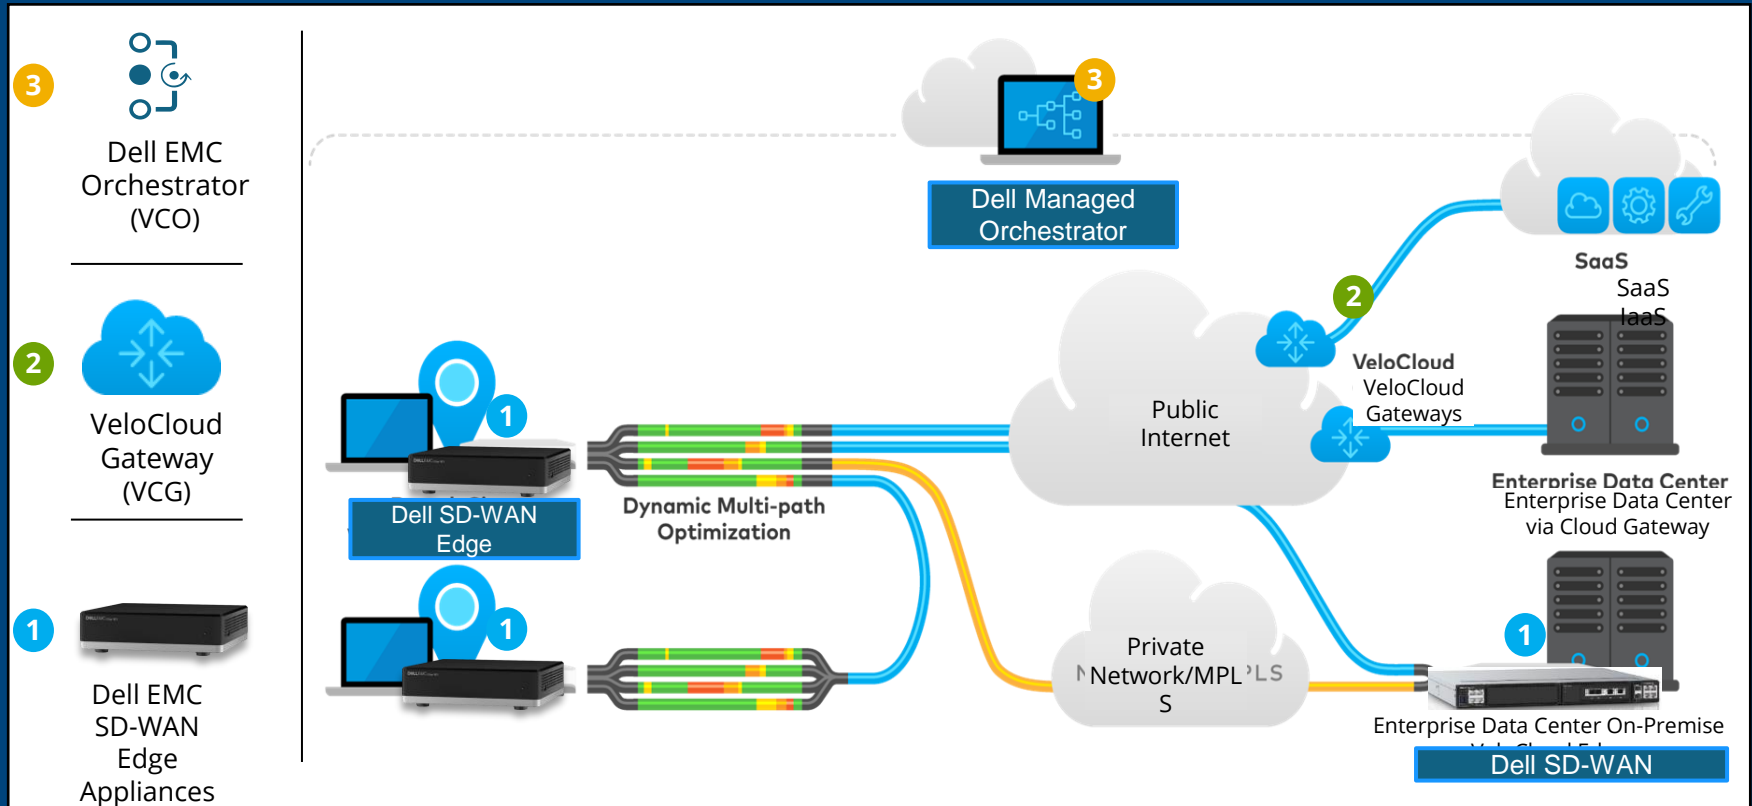 3
Dell EMC
Orchestrator
(VCO)
2
VeloCloud
Gateway
(VCG)
1
Dell EMC
SD-WAN
Edge
Appliances
3
Dell Managed
Orchestrator
SaaS
SaaS
IaaS
2
VeloCloud
VeloCloud
Gateways
Public
Internet
1
Dell SD-WAN
Edge
Dynamic Multi-path
Optimization
Enterprise Data Center
Enterprise Data Center
via Cloud Gateway
1
Private
Network/MPL
S
PLS
1
Enterprise Data Center On-Premise
Dell SD-WAN